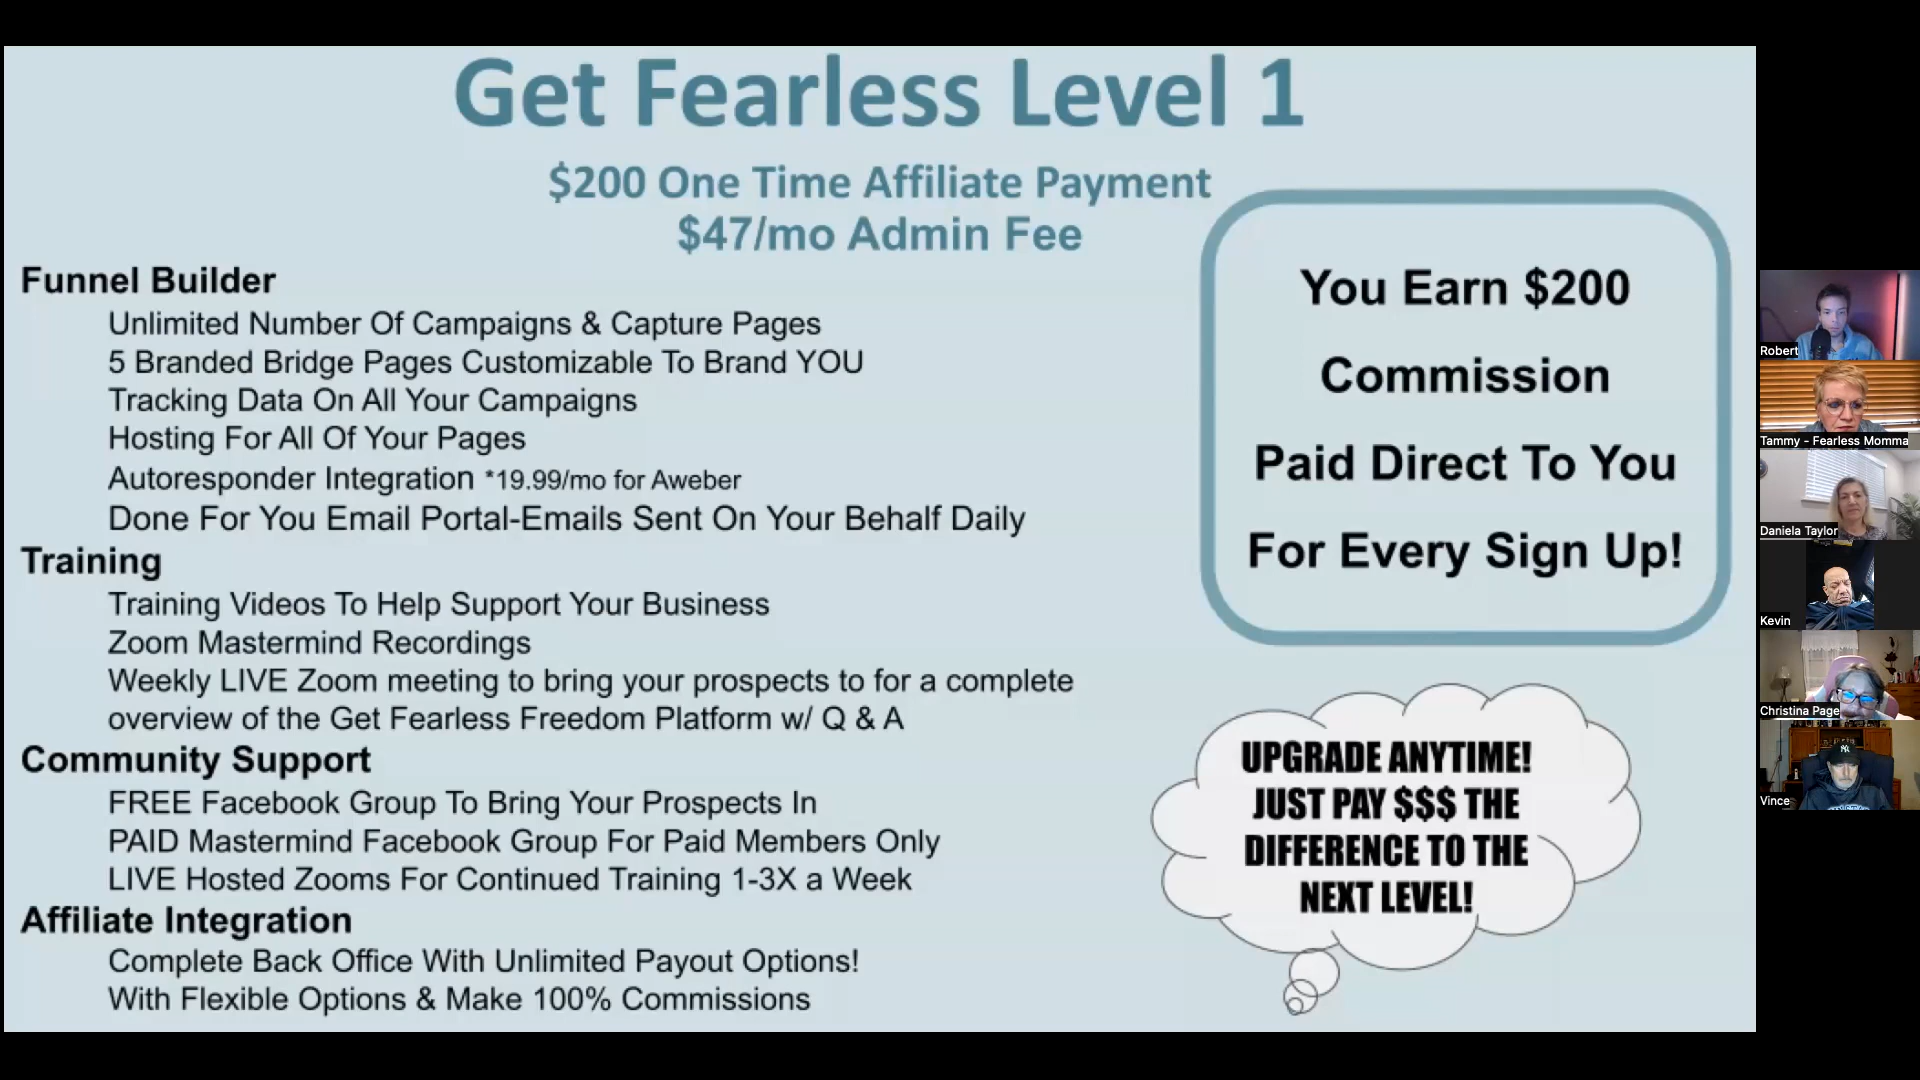 Get Fearless Level 1
$200 One Time Affiliate Payment
$47/mo Admin Fee
Funnel Builder
Unlimited Number Of Campaigns & Capture Pages
5 Branded Bridge Pages Customizable To Brand YOU
Tracking Data On All Your Campaigns
Hosting For All Of Your Pages
Autoresponder Integration *19.99/mo for Aweber
Done For You Email Portal-Emails Sent On Your Behalf Daily
Training
Training Videos To Help Support Your Business
Zoom Mastermind Recordings
Weekly LIVE Zoom meeting to bring your prospects to for a complete
overview of the Get Fearless Freedom Platform w/ Q & A
Community Support
FREE Facebook Group To Bring Your Prospects In
PAID Mastermind Facebook Group For Paid Members Only
LIVE Hosted Zooms For Continued Training 1-3X a Week
Affiliate Integration
Complete Back Office With Unlimited Payout Options!
With Flexible Options & Make 100% Commissions
You Earn $200
Commission
Paid Direct To You
For Every Sign Up!
UPGRADE ANYTIME!
JUST PAY $$$ THE
DIFFERENCE TO THE
NEXT LEVEL!
Robert
Tammy - Fearless Momma
Daniela Taylor
Kevin
Christina Page
Vince